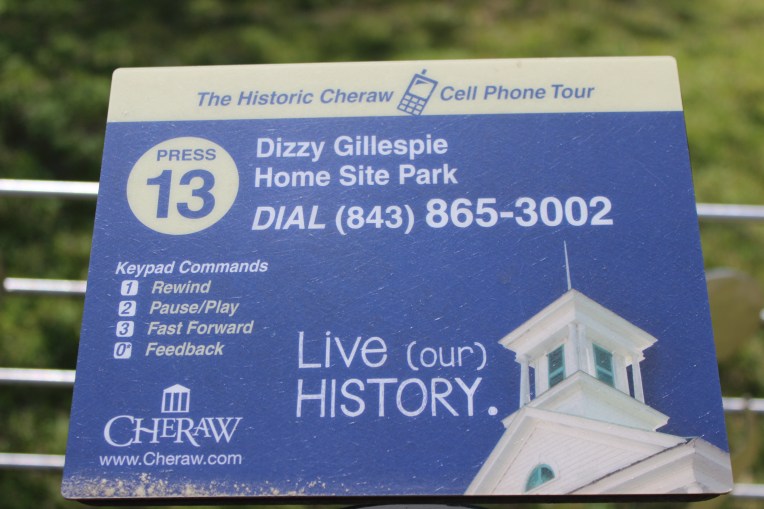 The Historic Cheraw Cell Phone Tour
PRESS
13
Dizzy Gillespie
Home Site Park
DIAL (843) 865-3002
Keypad Commands
1 Rewind
2 Pause/Play
3 Fast Forward
0* Feedback
LIVE (OUR)
HISTORY.
CHERAW
www.Cheraw.com